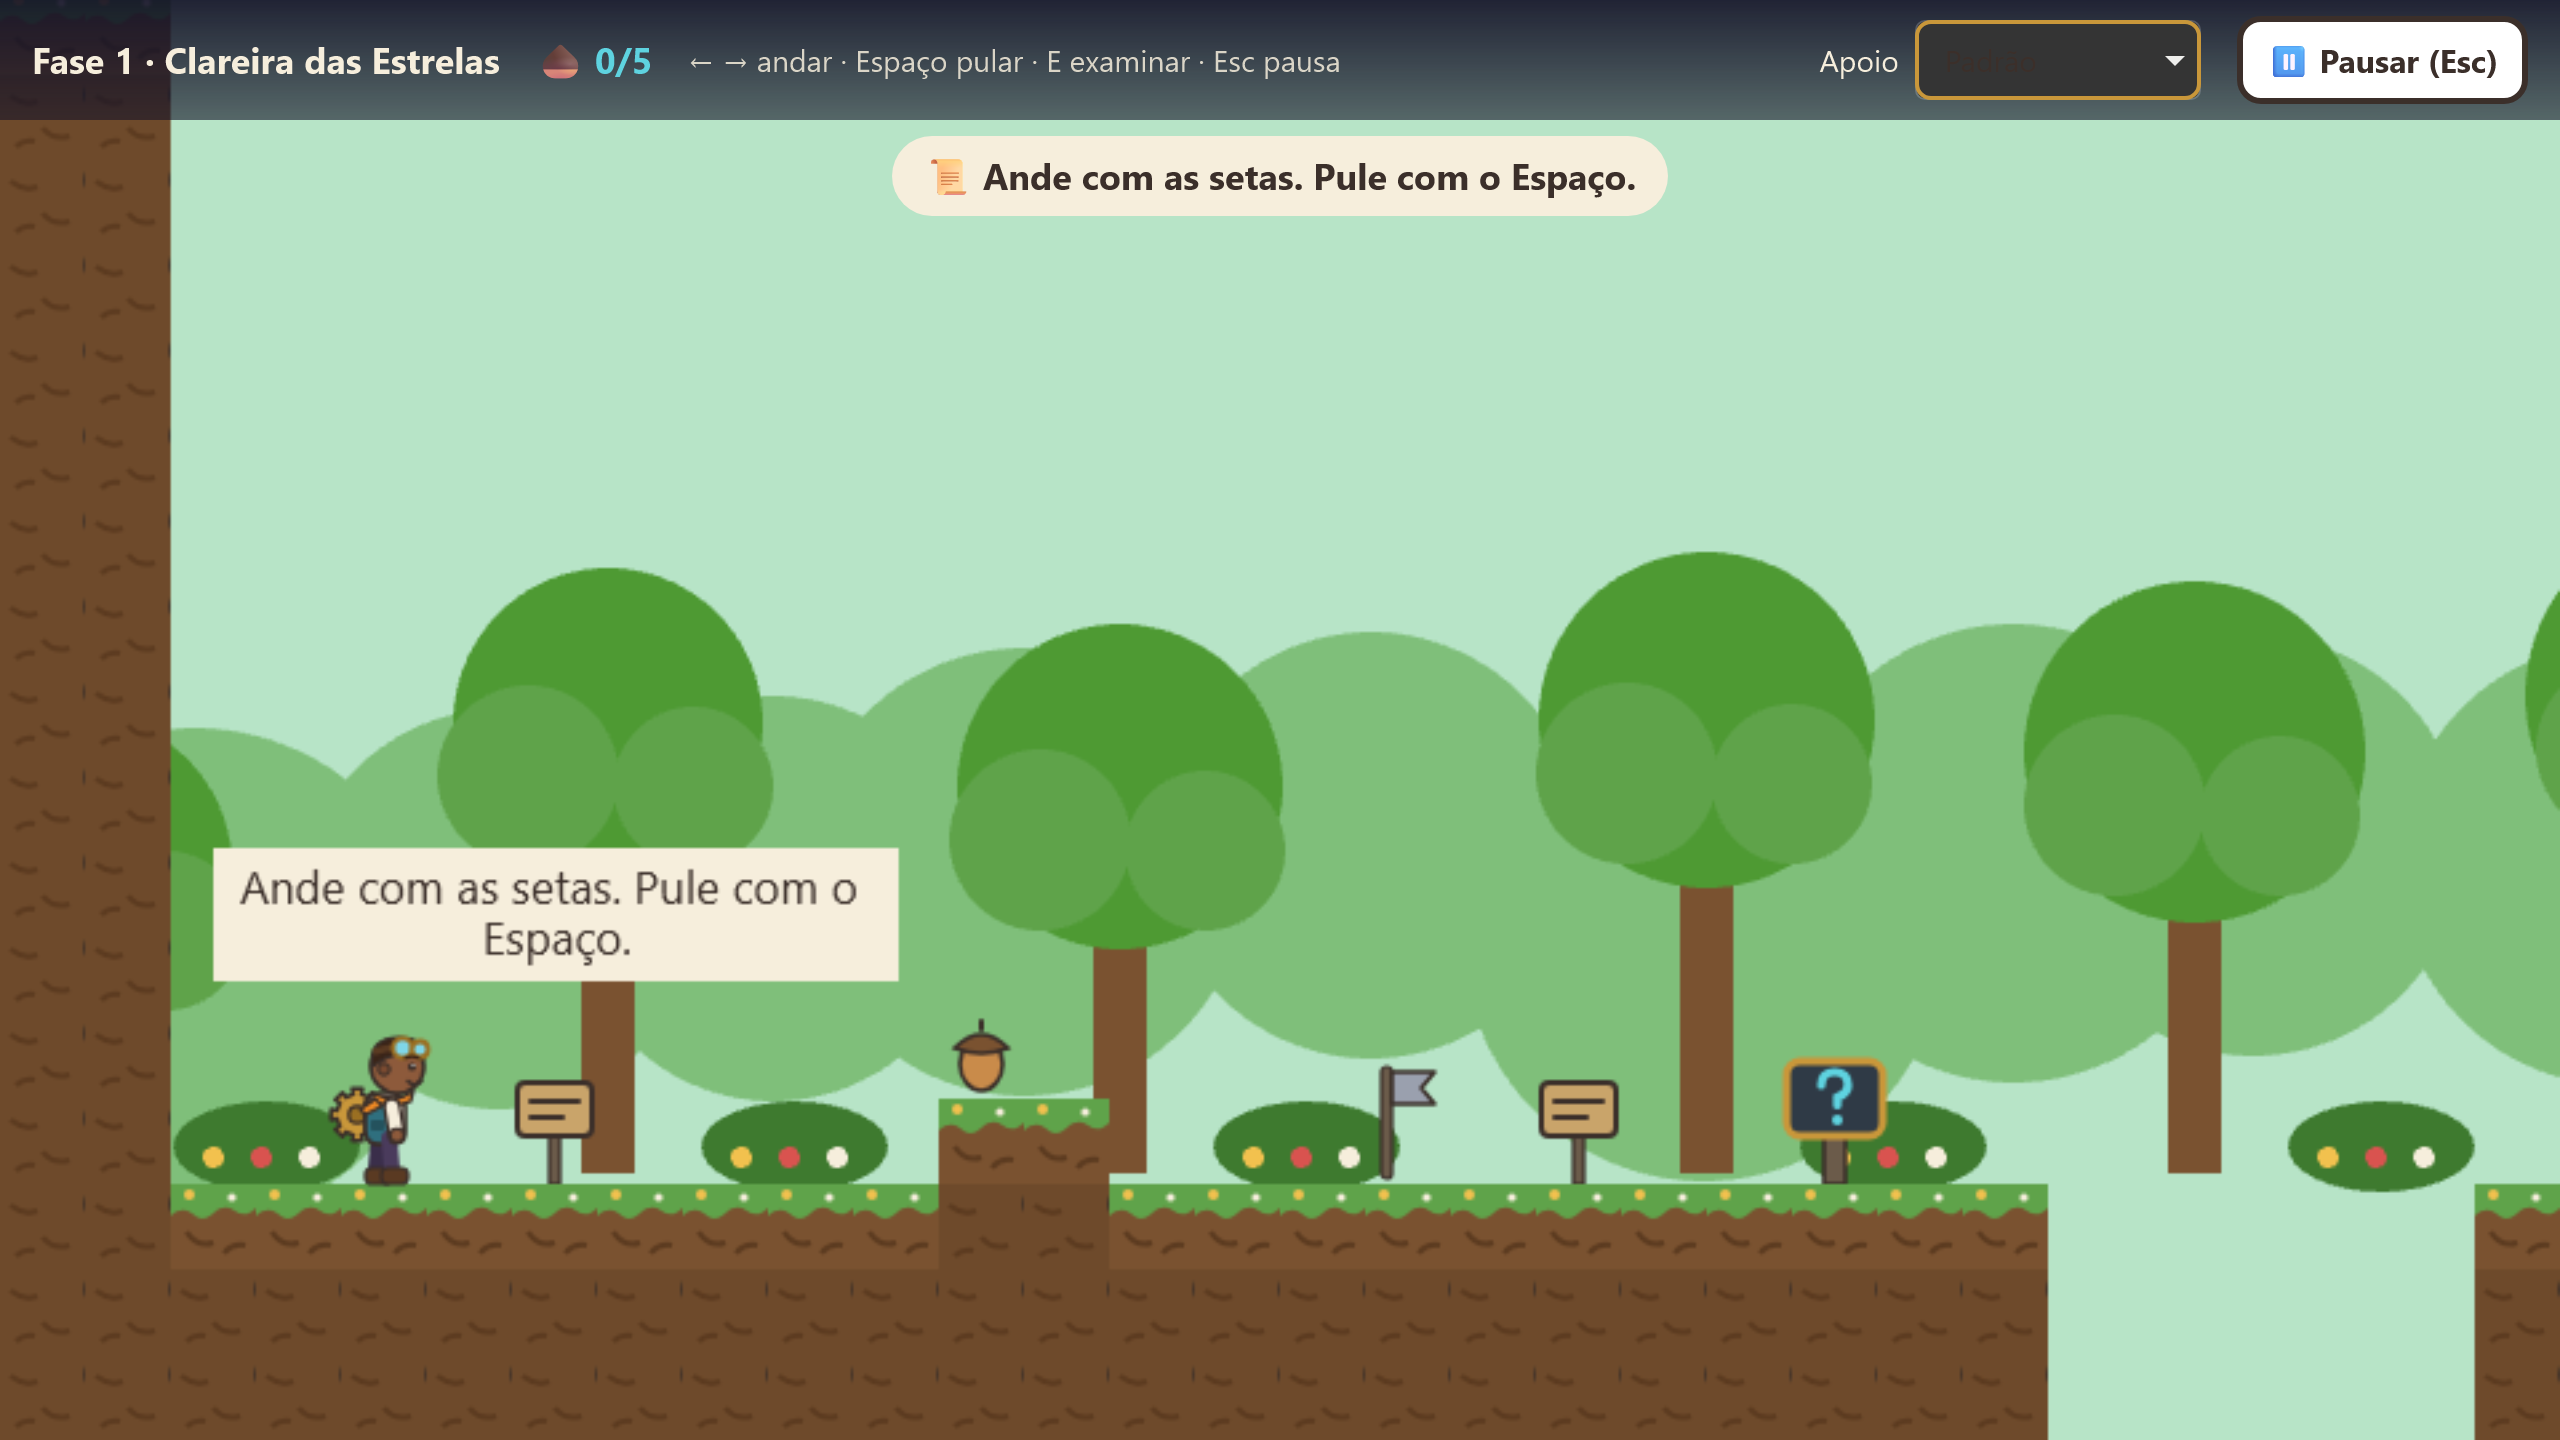 Fase 1 · Clareira das Estrelas
0/5
← → andar · Espaço pular · E examinar · Esc pausa
Apoio
Pausar (Esc)
Ande com as setas. Pule com o Espaço.
Ande com as setas. Pule com o
Espaço.
?